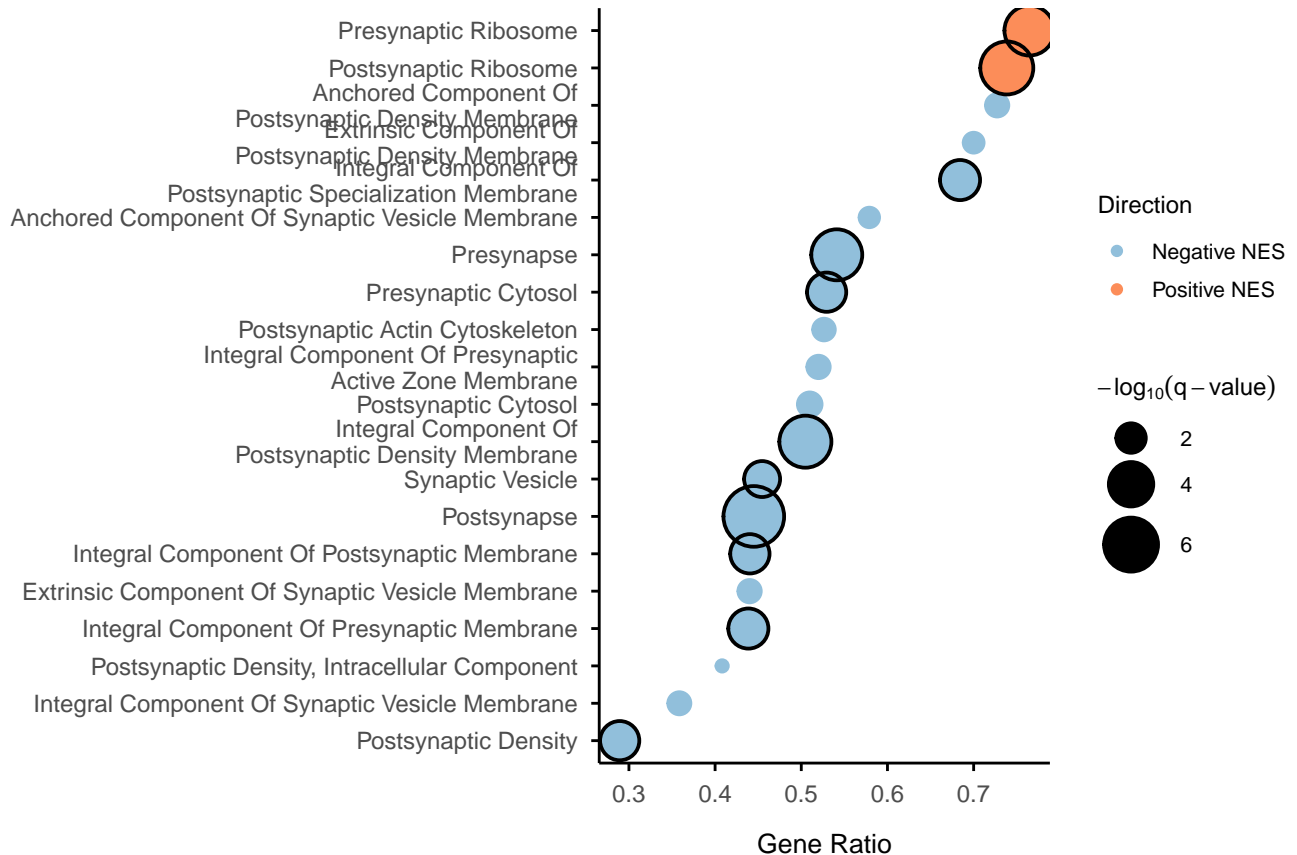 Presynaptic Ribosome
Postsynaptic Ribosome
Anchored Component Of
Postsynaptic Density Membrane
Extrinsic Component Of
Postsynaptic Density Membrane
Integral Component Of
Postsynaptic Specialization Membrane
Anchored Component Of Synaptic Vesicle Membrane
Presynapse
Presynaptic Cytosol
Postsynaptic Actin Cytoskeleton
Integral Component Of Presynaptic
Active Zone Membrane
Postsynaptic Cytosol
Integral Component Of
Postsynaptic Density Membrane
Synaptic Vesicle
Postsynapse
Integral Component Of Postsynaptic Membrane
Extrinsic Component Of Synaptic Vesicle Membrane
Integral Component Of Presynaptic Membrane
Postsynaptic Density, Intracellular Component
Integral Component Of Synaptic Vesicle Membrane
Postsynaptic Density
0.3 0.4 0.5 0.6 0.7
Gene Ratio
Direction
Negative NES
Positive NES
−log₁₀(q−value)
2
4
6